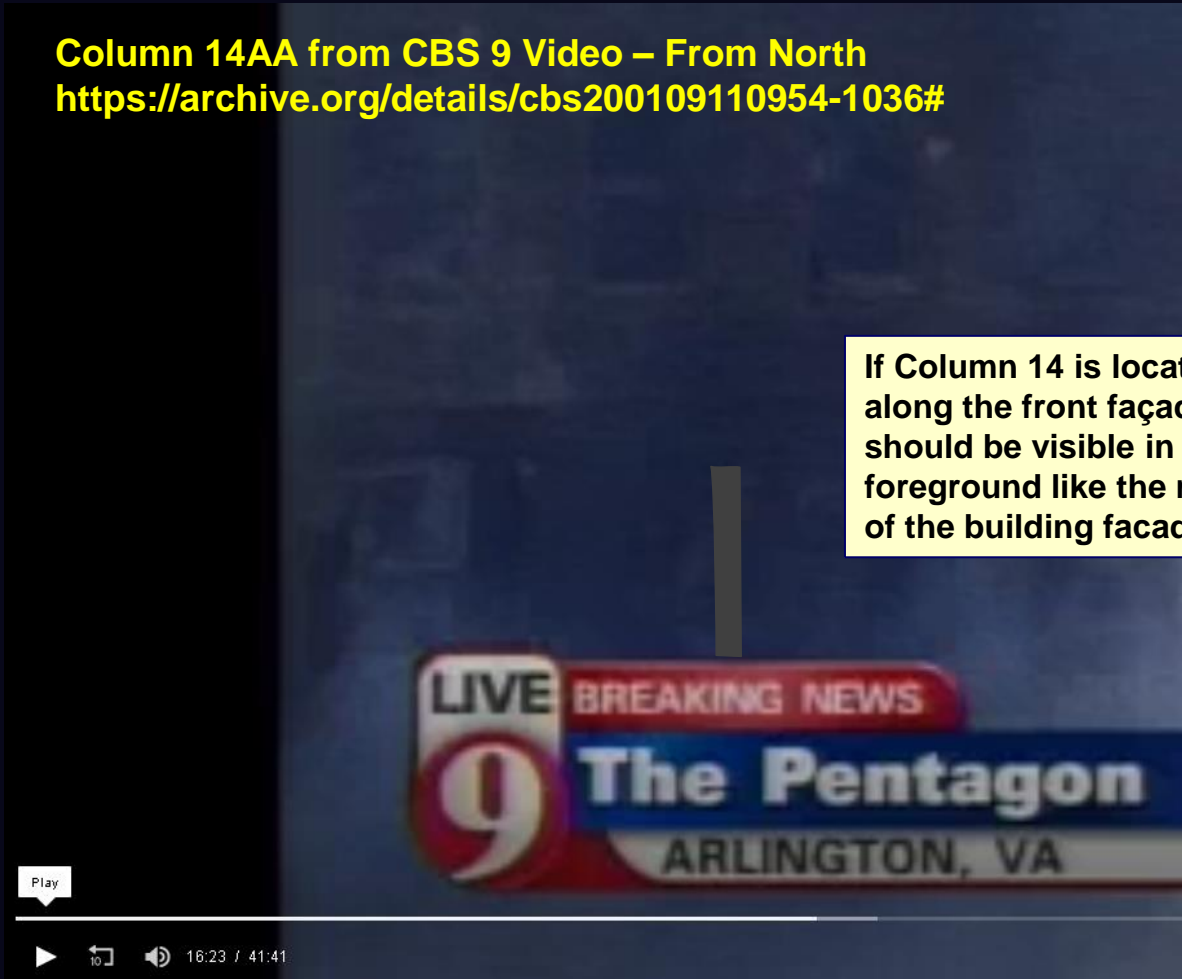 Column 14AA from CBS 9 Video – From North
https://archive.org/details/cbs200109110954-1036#
If Column 14 is locat
along the front façad
should be visible in
foreground like the r
of the building facad
LIVE BREAKING NEWS
9 The Pentagon
ARLINGTON, VA
Play
10 16:23 / 41:41